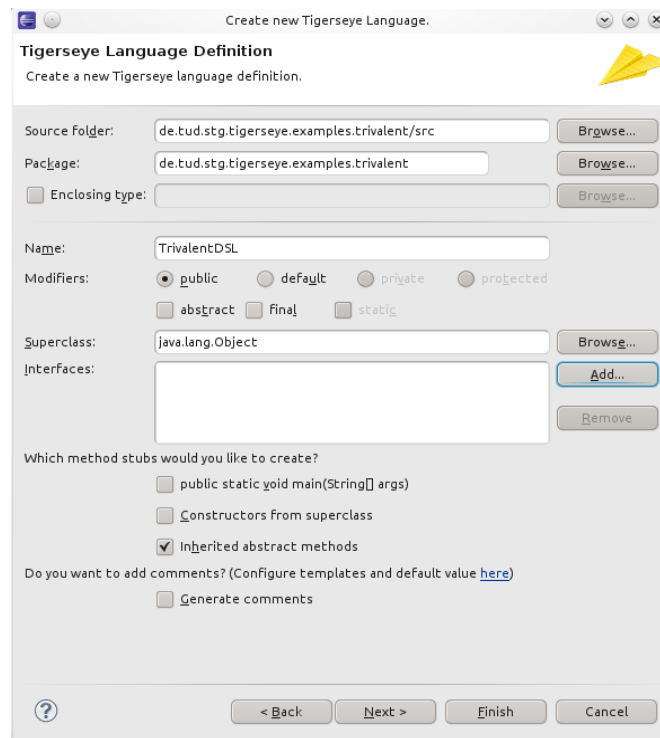 Create new Tigerseye Language.
Tigerseye Language Definition
Create a new Tigerseye language definition.
Source folder: de.tud.stg.tigerseye.examples.trivalent/src Browse...
Package: de.tud.stg.tigerseye.examples.trivalent Browse...
Enclosing type: Browse...
Name: TrivalentDSL
Modifiers: public default private protected
abstract final static
Superclass: java.lang.Object Browse...
Interfaces: Add...
Remove
Which method stubs would you like to create?
public static void main(String[] args)
Constructors from superclass
Inherited abstract methods
Do you want to add comments? (Configure templates and default value here)
Generate comments
? < Back Next > Finish Cancel